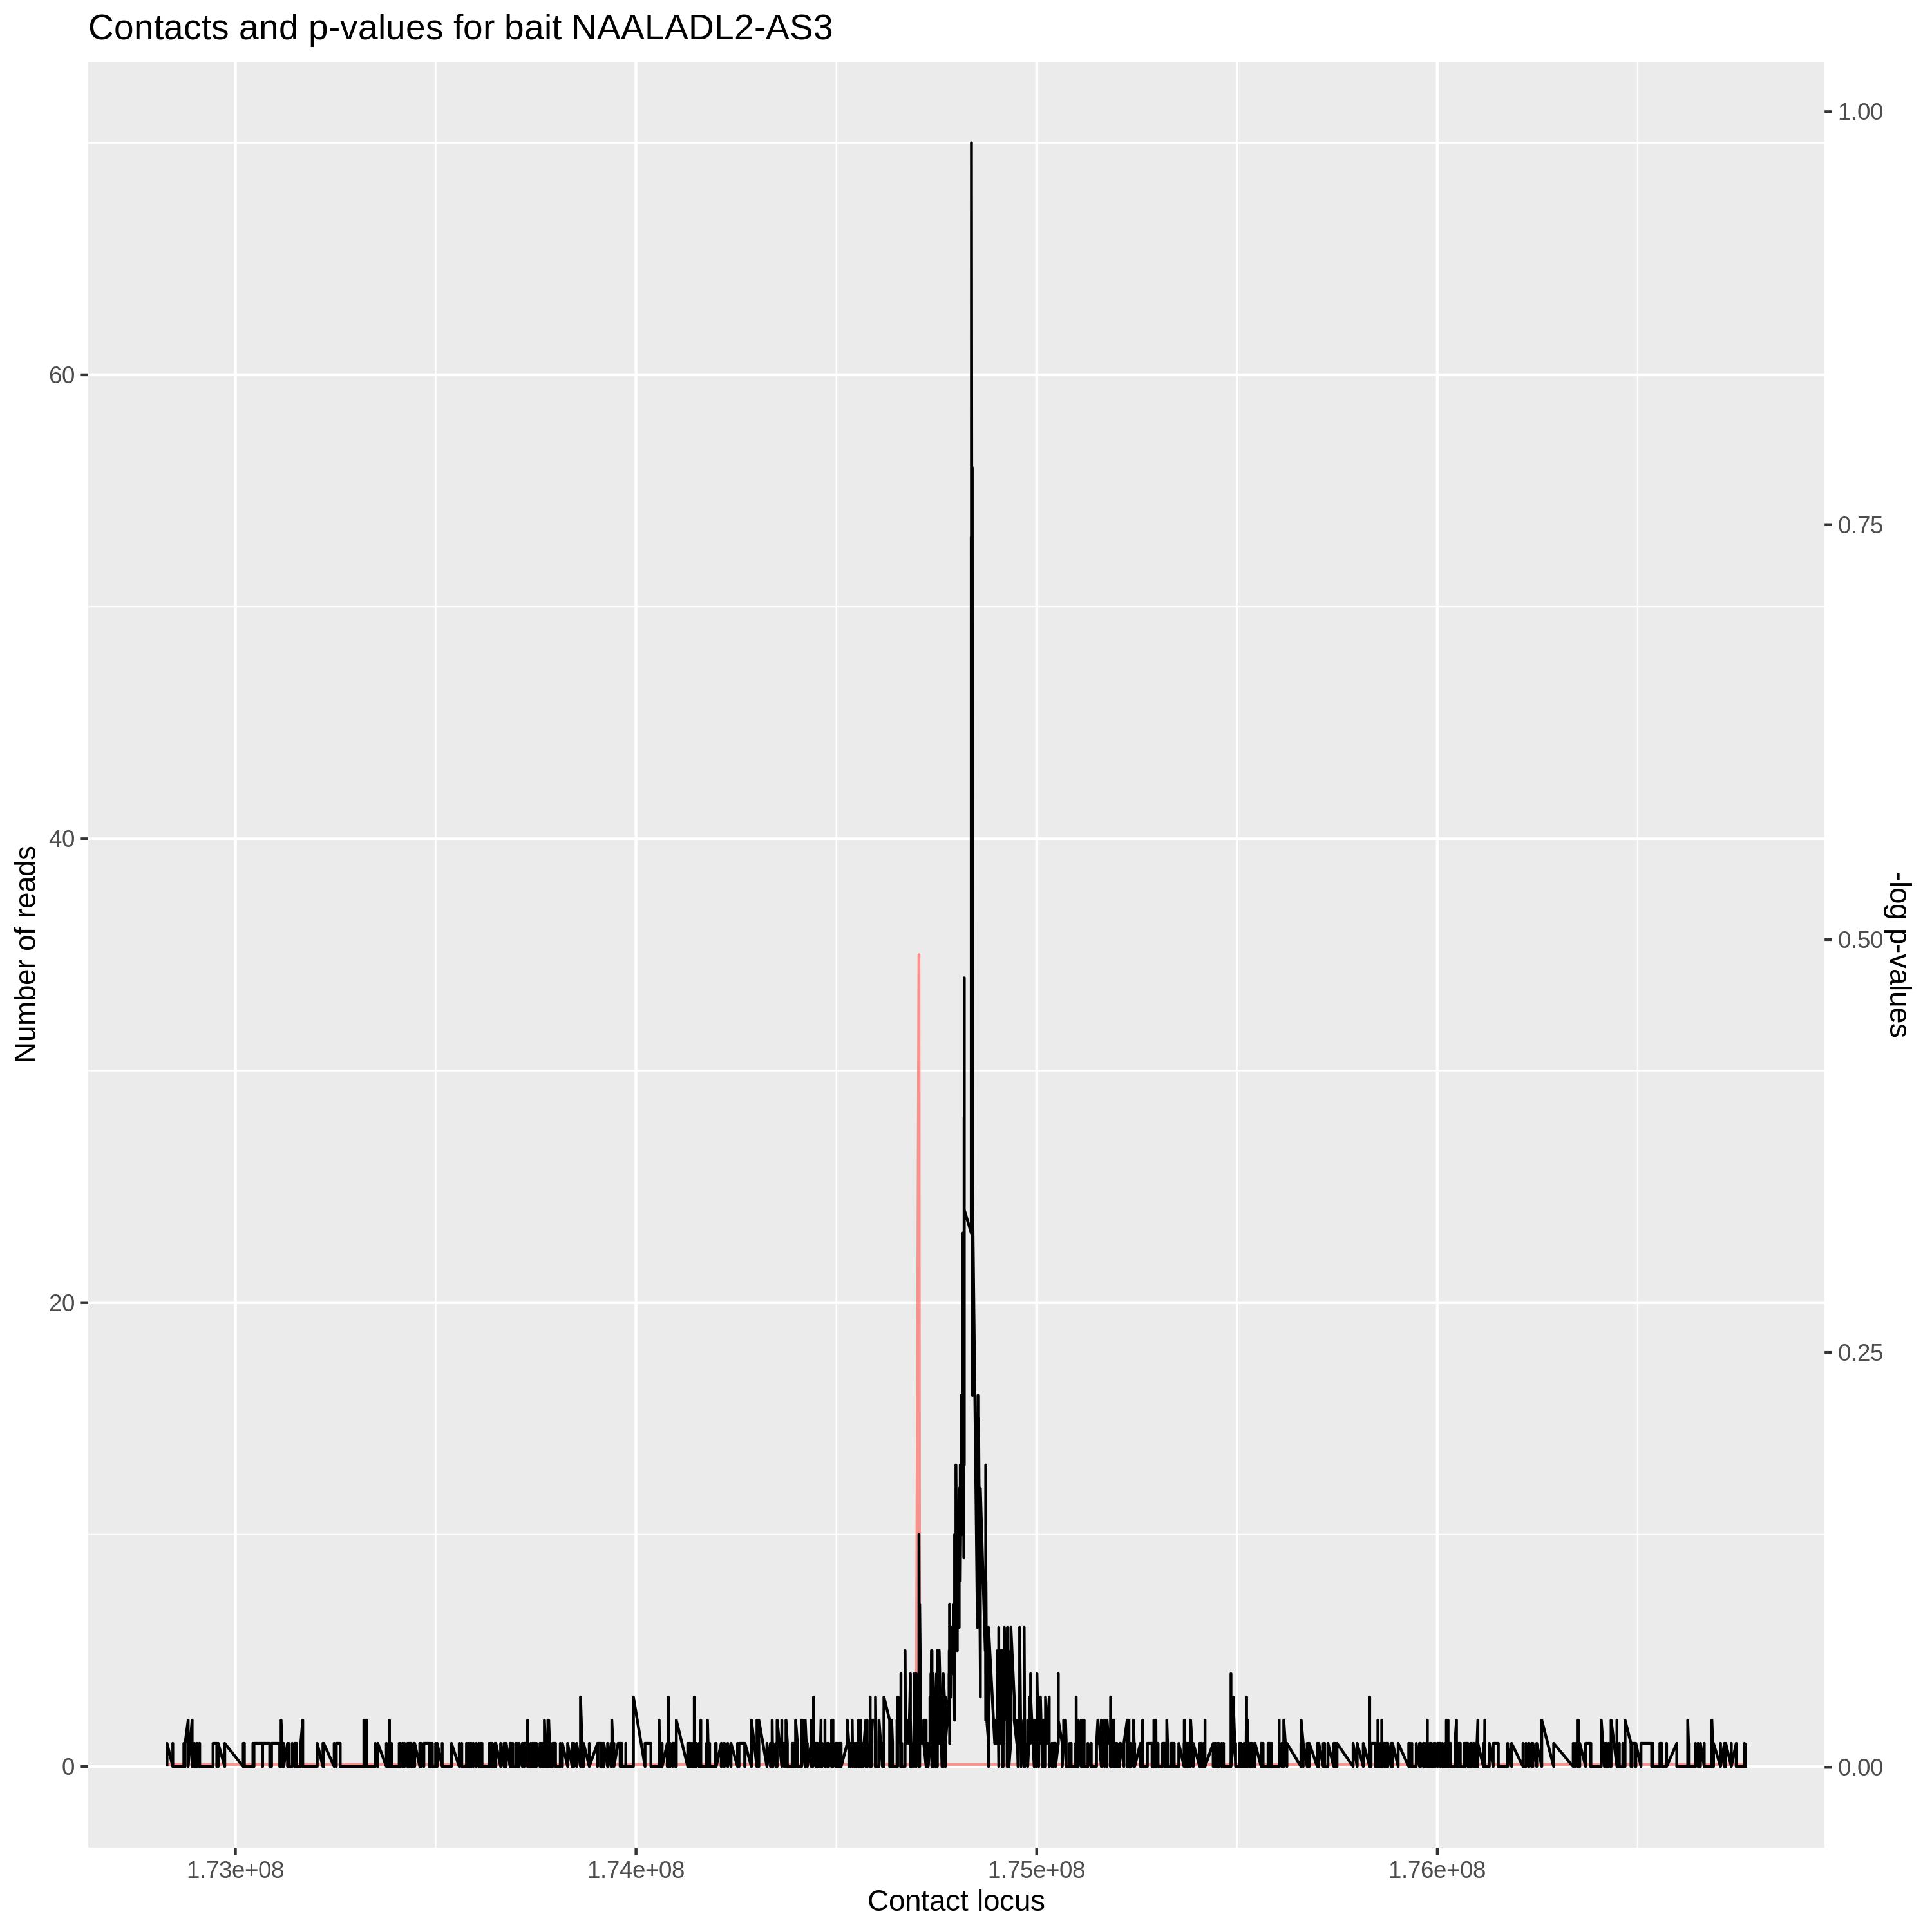 Contacts and p-values for bait NAALADL2-AS3
1.00
60
0.75
40
Number of reads
0.50
-log p-values
20
0.25
0
0.00
1.73e+08 1.74e+08 1.75e+08 1.76e+08
Contact locus